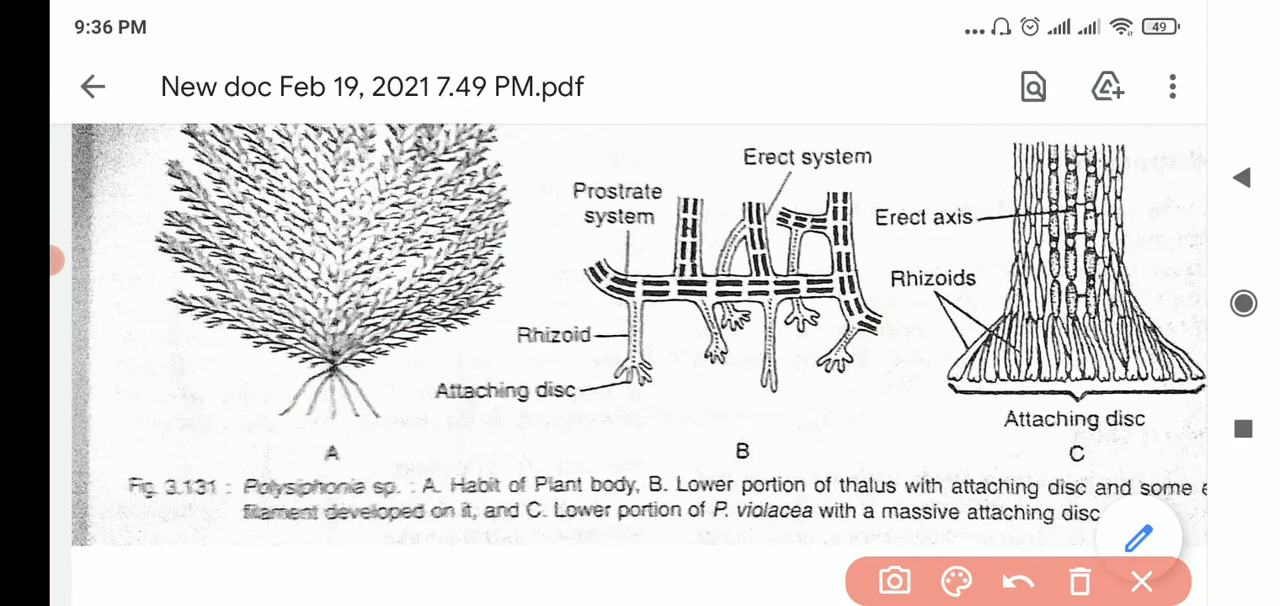 9:36 PM
49
New doc Feb 19, 2021 7.49 PM.pdf
Erect system
Prostrate
system
Erect axis
Rhizoids
Rhizoid
Attaching disc
Attaching disc
A
B
C
Fig. 3.131 : Polysiphonia sp. : A. Habit of Plant body, B. Lower portion of thalus with attaching disc and some
filament developed on it, and C. Lower portion of P. violacea with a massive attaching disc